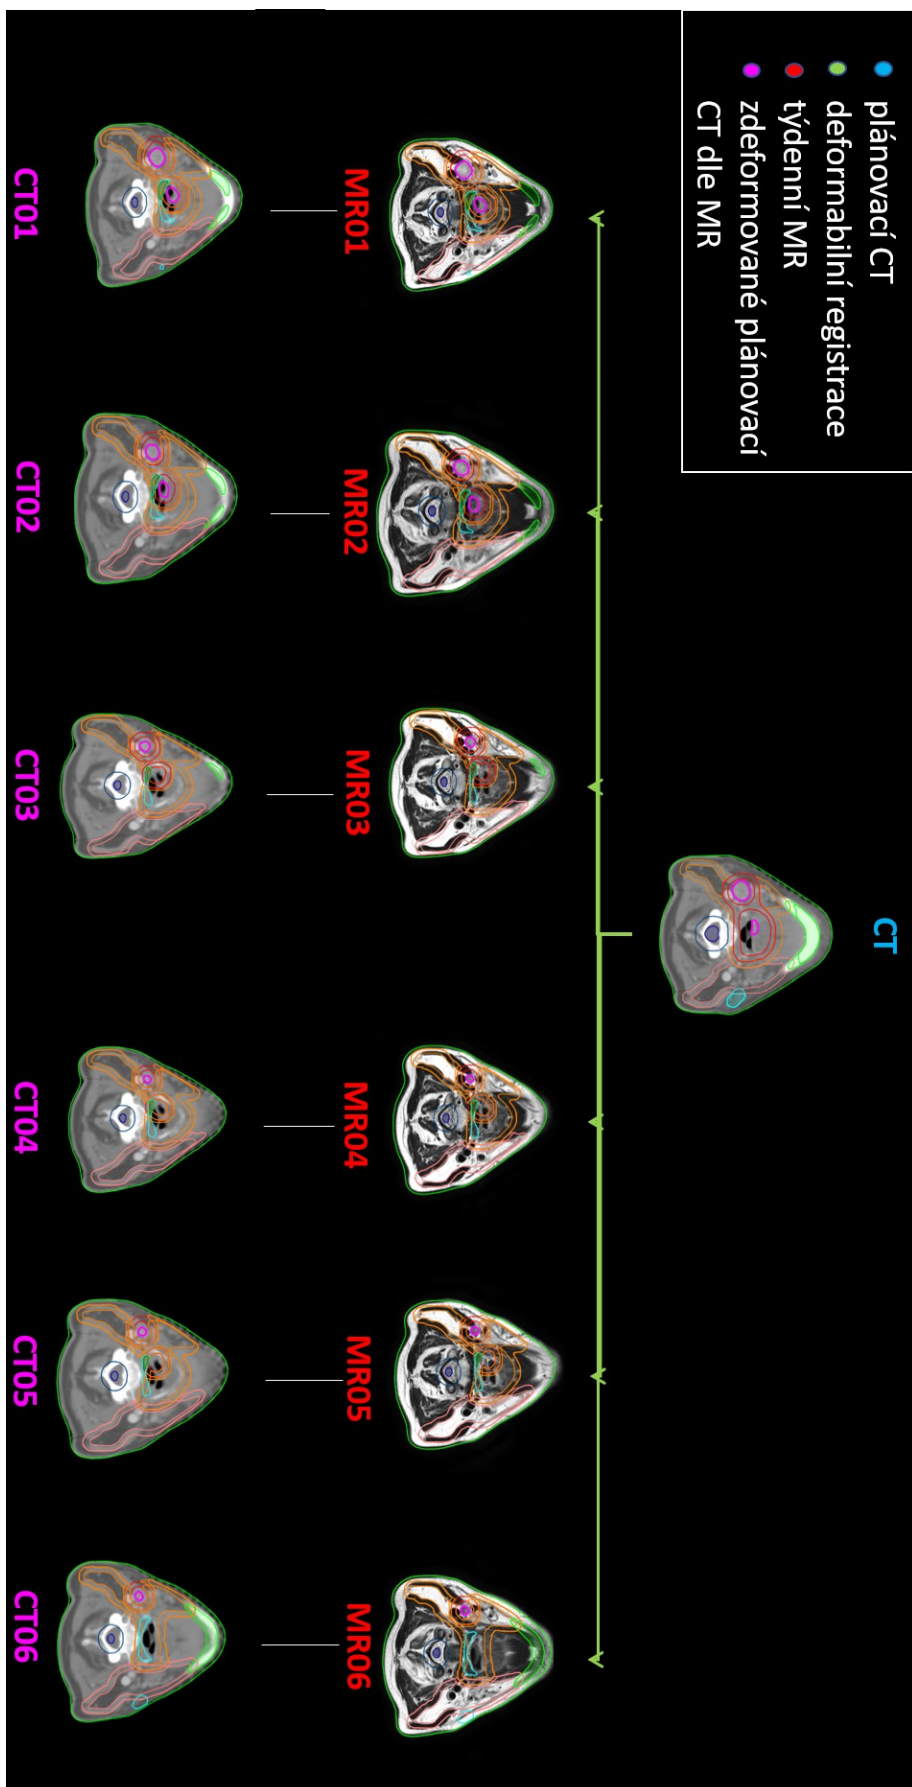 plánovací CT
deformabilní registrace
týdenní MR
zdeformované plánovací
CT dle MR
CT
MR01
MR02
MR03
MR04
MR05
MR06
CT01
CT02
CT03
CT04
CT05
CT06